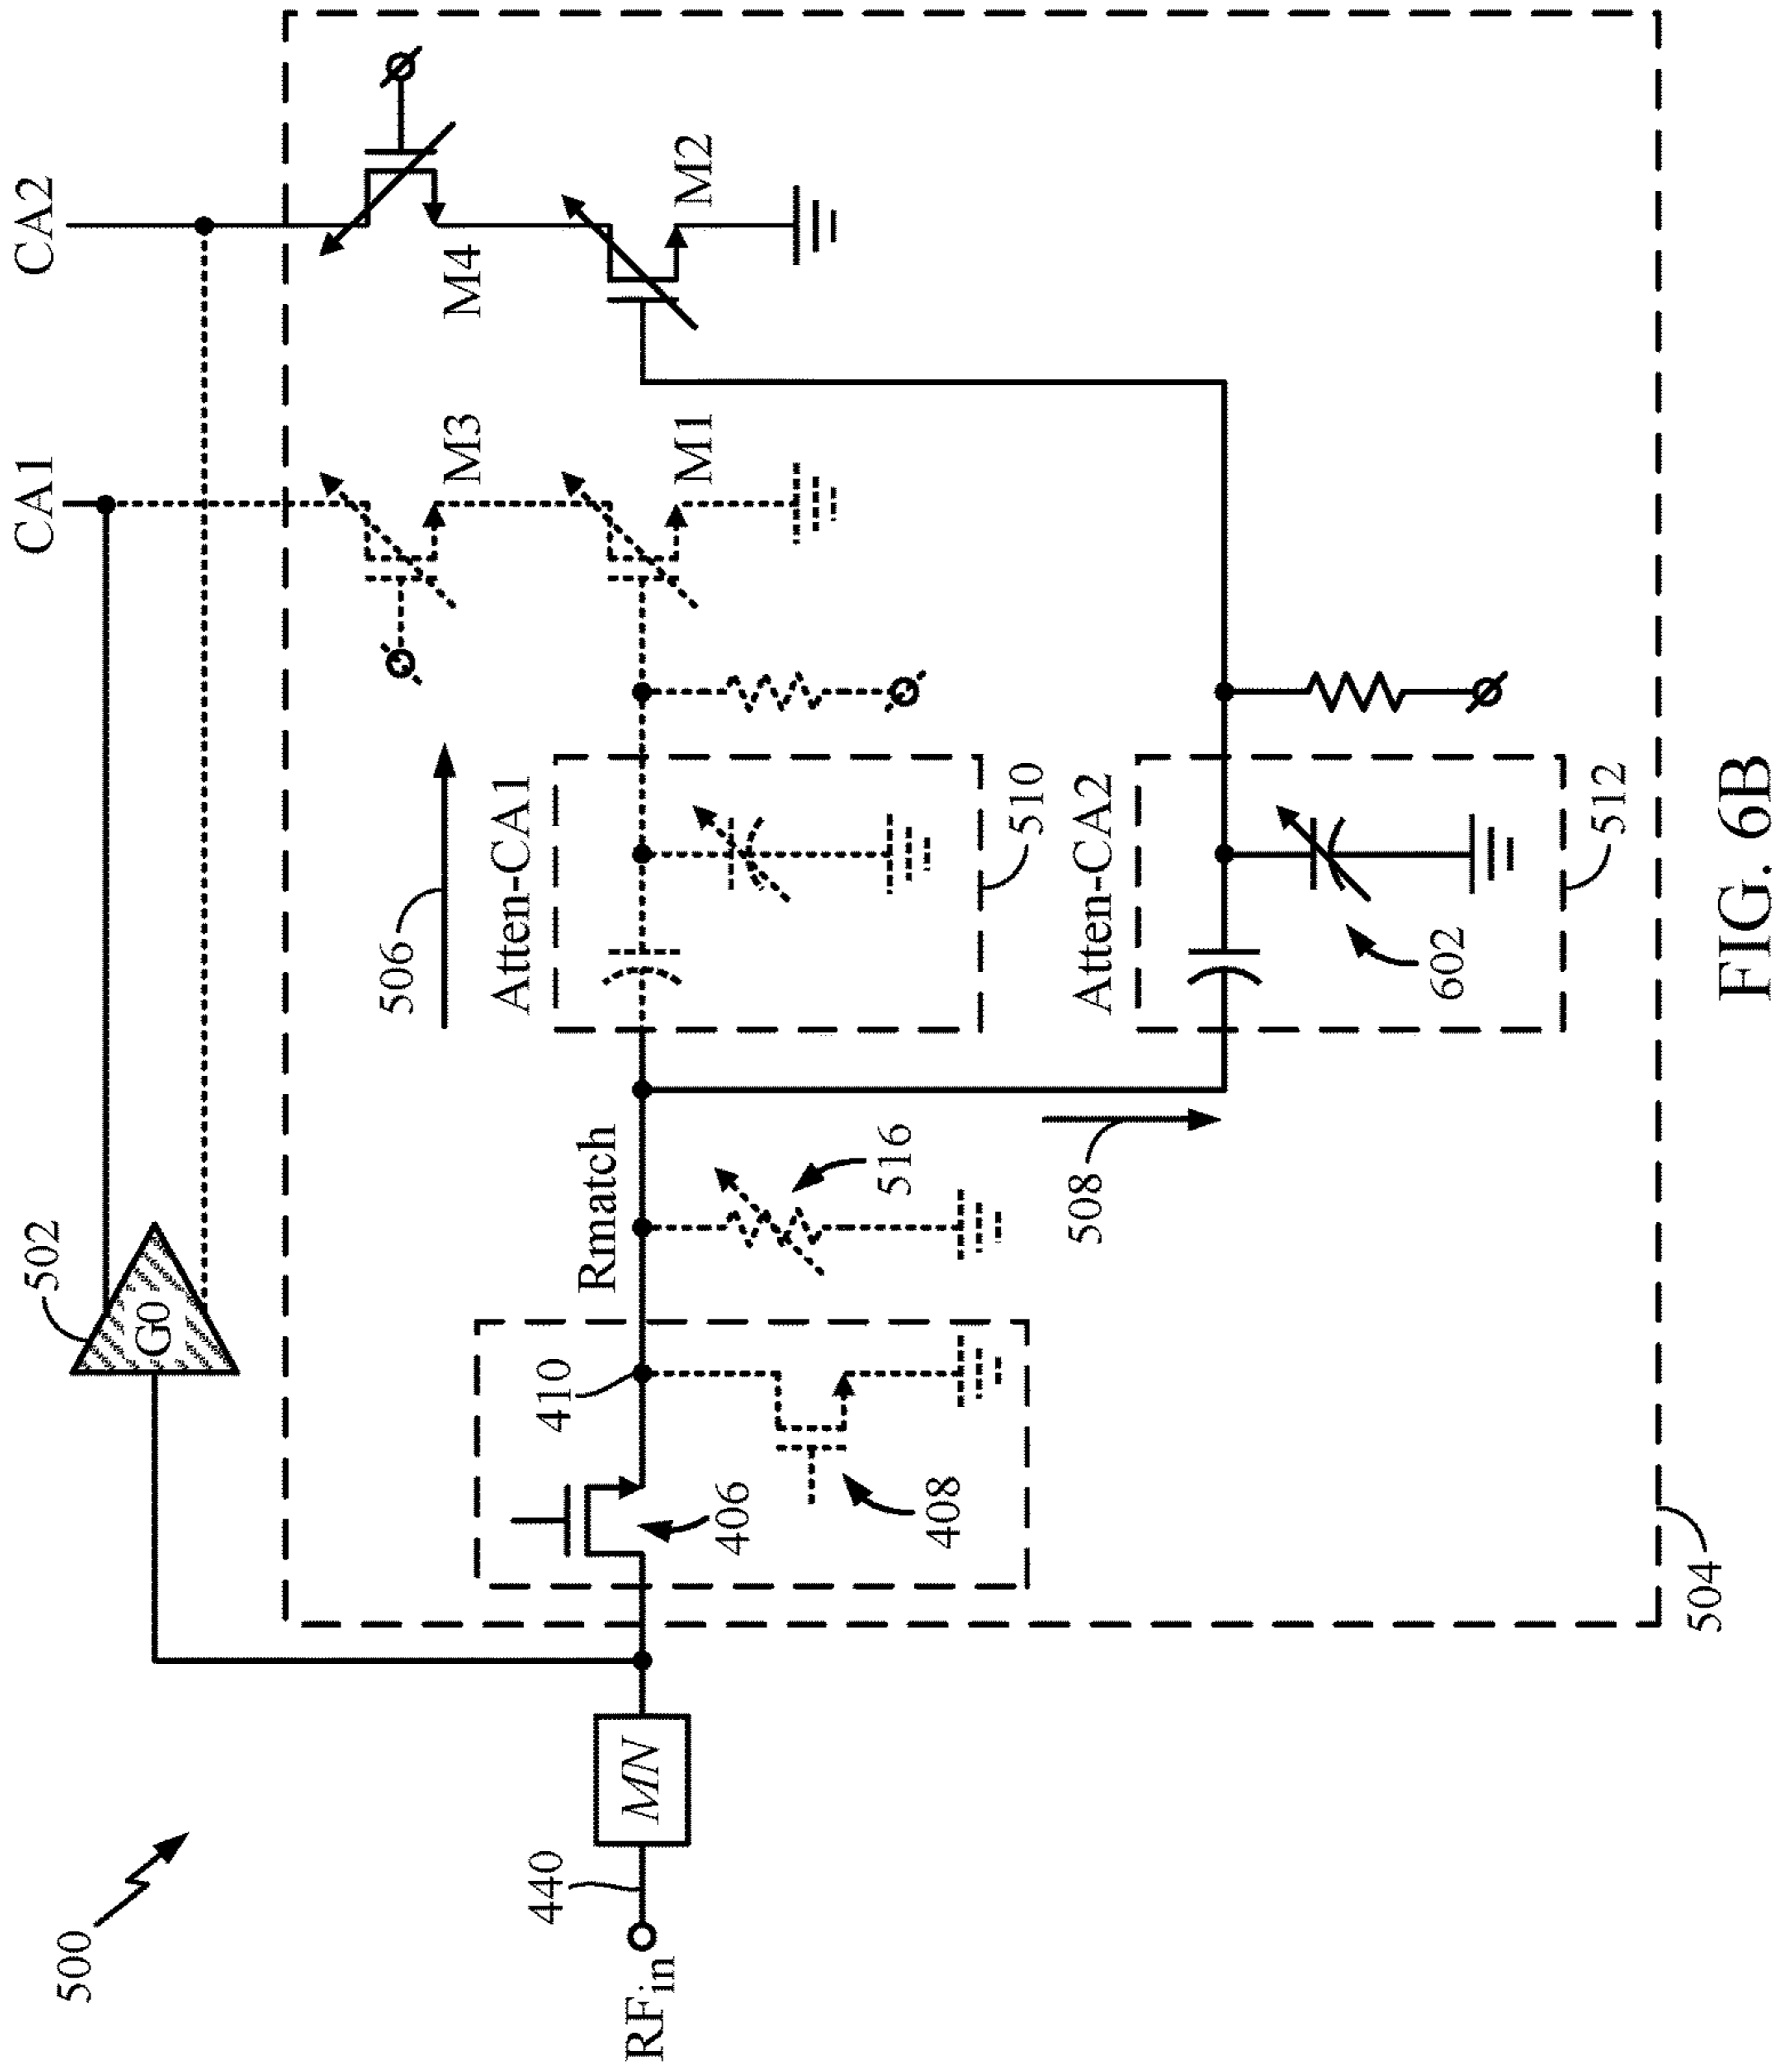 500
RFin
440
MN
502
G0
CA1
CA2
406
408
410
Rmatch
516
506
508
Atten-CA1
510
Atten-CA2
602
512
M3
M1
M4
M2
504
FIG. 6B